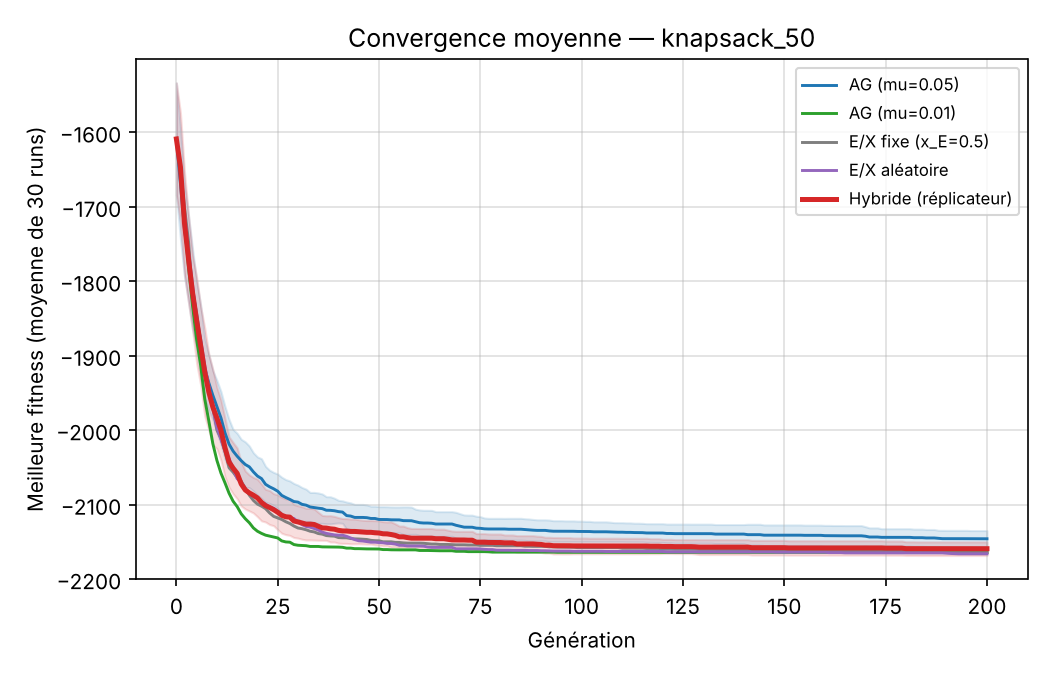 Convergence moyenne — knapsack_50
AG (mu=0.05)
AG (mu=0.01)
E/X fixe (x_E=0.5)
E/X aléatoire
Hybride (réplicateur)
Meilleure fitness (moyenne de 30 runs)
−1600
−1700
−1800
−1900
−2000
−2100
−2200
0 25 50 75 100 125 150 175 200
Génération